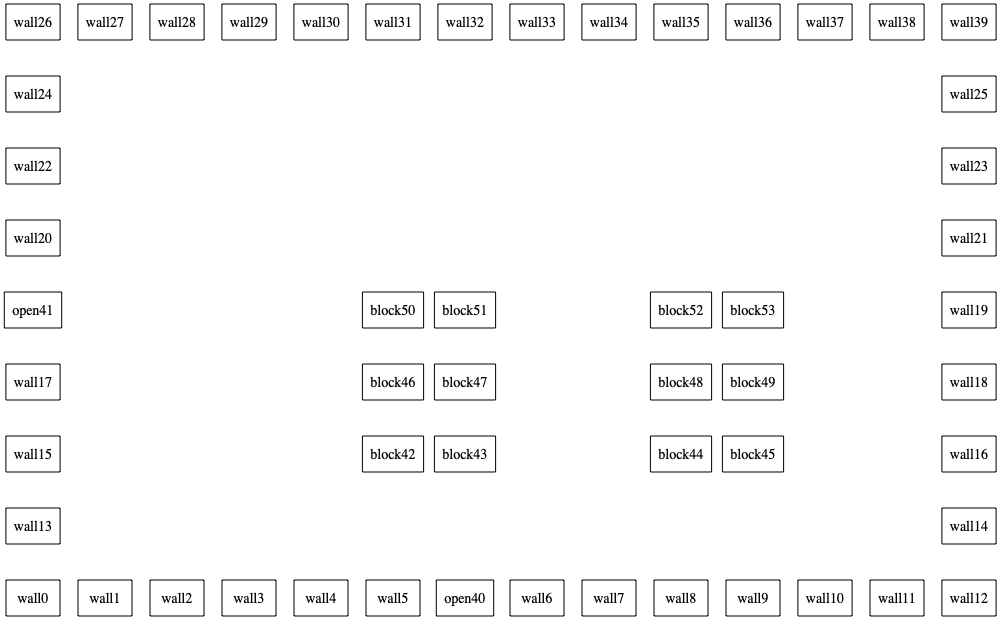 wall26 wall27 wall28 wall29 wall30 wall31 wall32 wall33 wall34 wall35 wall36 wall37 wall38 wall39
wall24 wall25
wall22 wall23
wall20 wall21
open41 block50 block51 block52 block53 wall19
wall17 block46 block47 block48 block49 wall18
wall15 block42 block43 block44 block45 wall16
wall13 wall14
wall0 wall1 wall2 wall3 wall4 wall5 open40 wall6 wall7 wall8 wall9 wall10 wall11 wall12